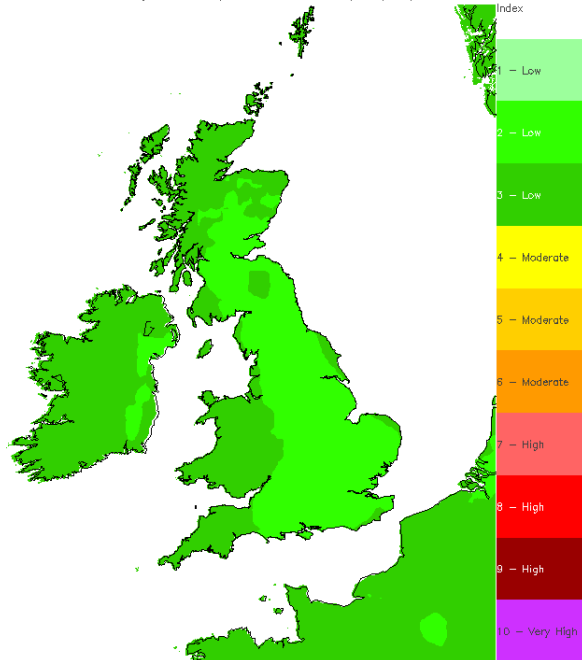 Index
1 - Low
2 - Low
3 - Low
4 - Moderate
5 - Moderate
6 - Moderate
7 - High
8 - High
9 - High
10 - Very High